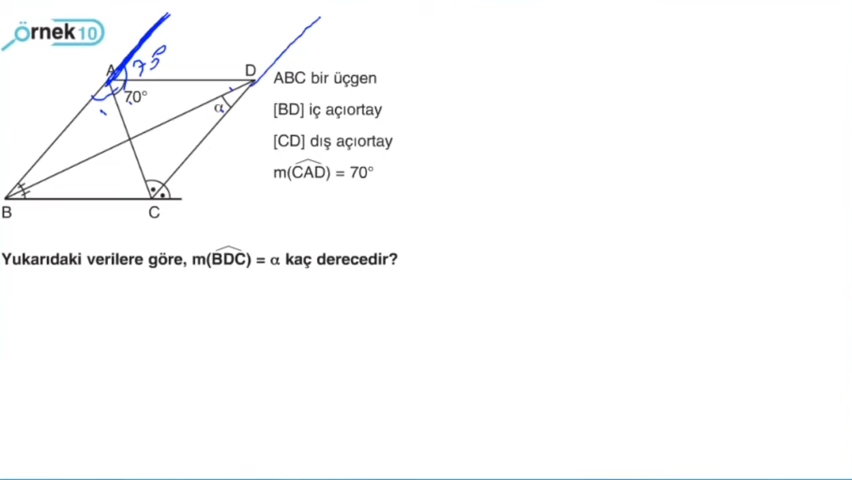 örnek 10
A
D
70°
α
B
C
ABC bir üçgen
[BD] iç açıortay
[CD] dış açıortay
m(CAD) = 70°
Yukarıdaki verilere göre, m(BDC) = α kaç derecedir?